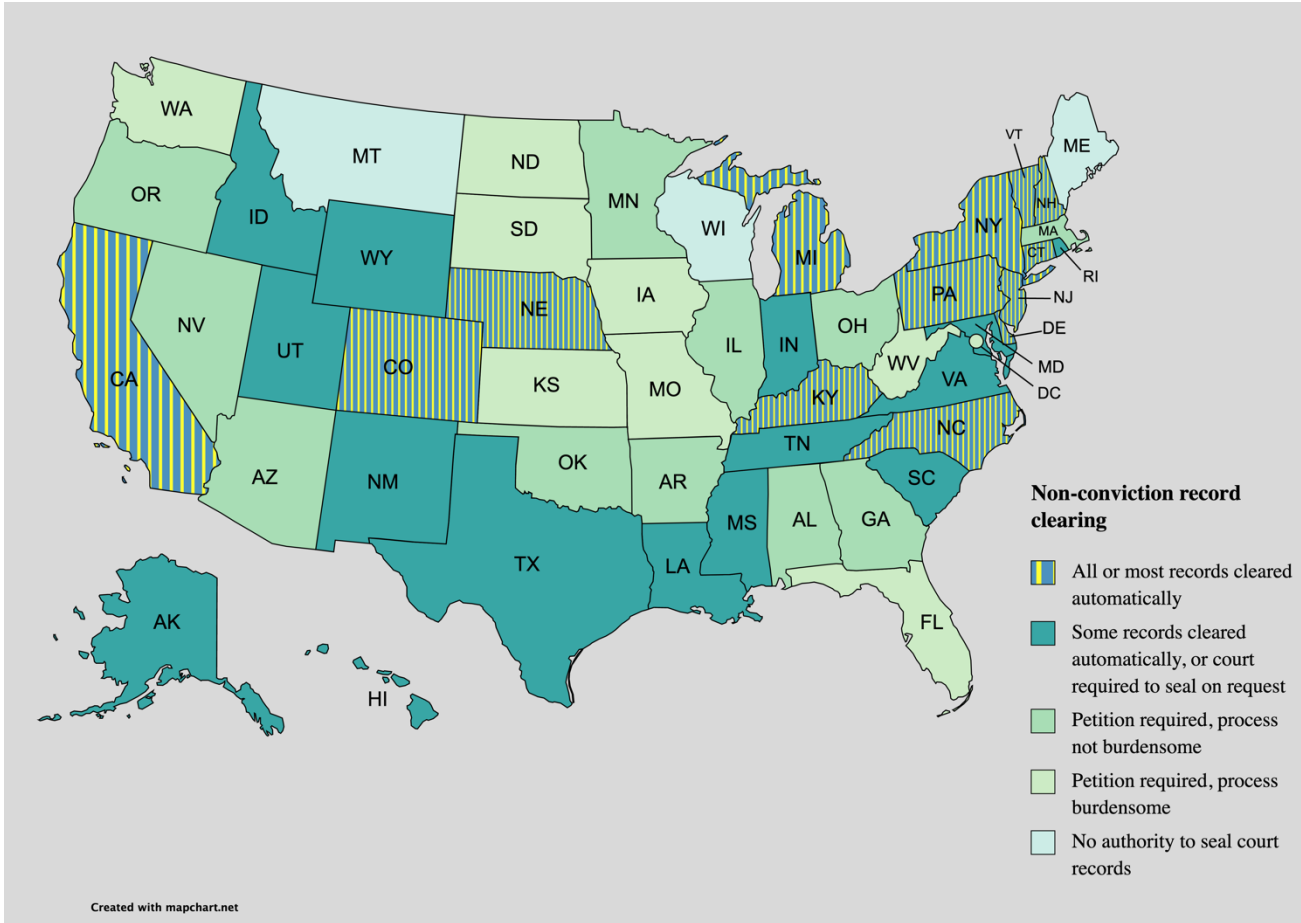 WA
MT
ND
MN
VT
ME
OR
ID
SD
WI
NH
NY
MA
WY
MI
CT
RI
NE
IA
PA
NJ
NV
UT
CO
IL
IN
OH
DE
CA
KS
MO
WV
MD
VA
DC
KY
NC
TN
AZ
NM
OK
AR
SC
MS
AL
GA
TX
LA
FL
AK
HI
Non-conviction record
clearing
All or most records cleared
automatically
Some records cleared
automatically, or court
required to seal on request
Petition required, process
not burdensome
Petition required, process
burdensome
No authority to seal court
records
Created with mapchart.net